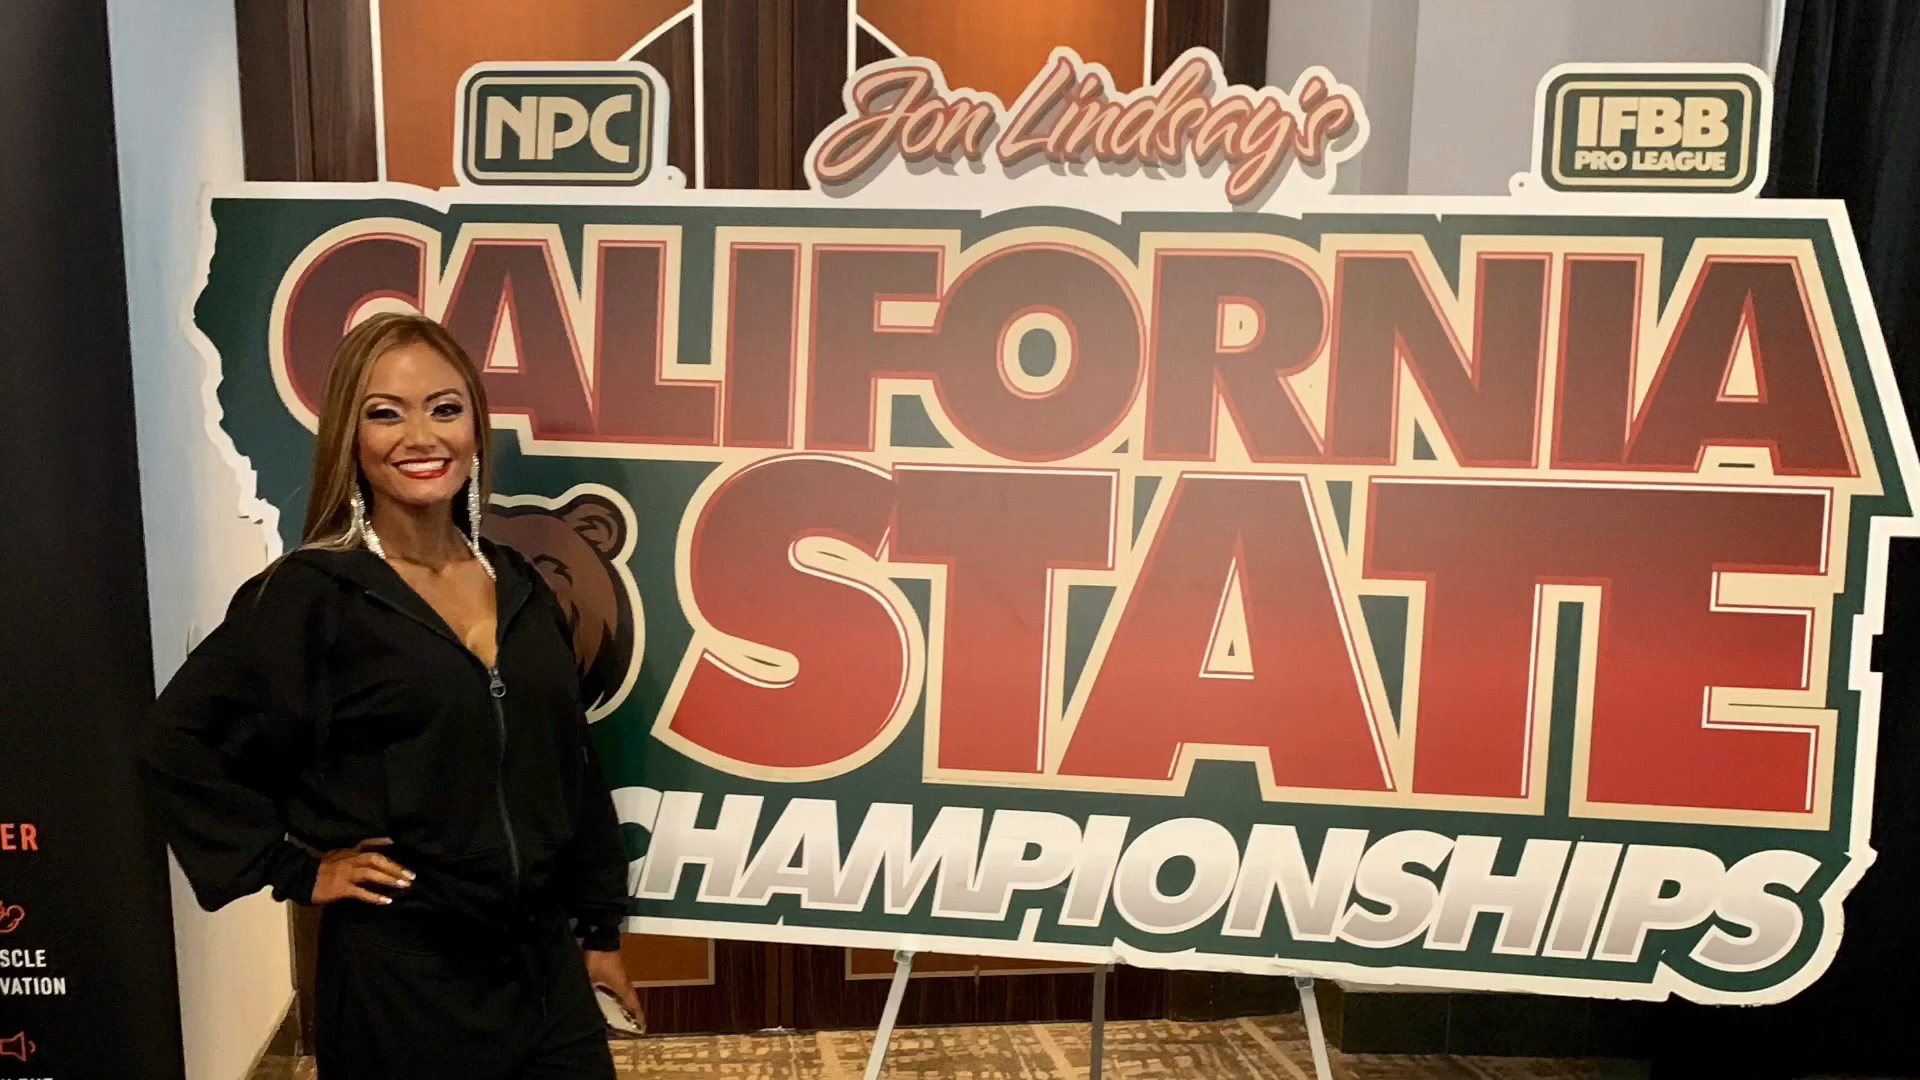 NPC
Jon Lindsay's
IFBB
PRO LEAGUE
CALIFORNIA
STATE
CHAMPIONSHIPS
ER
SCLE
VATION